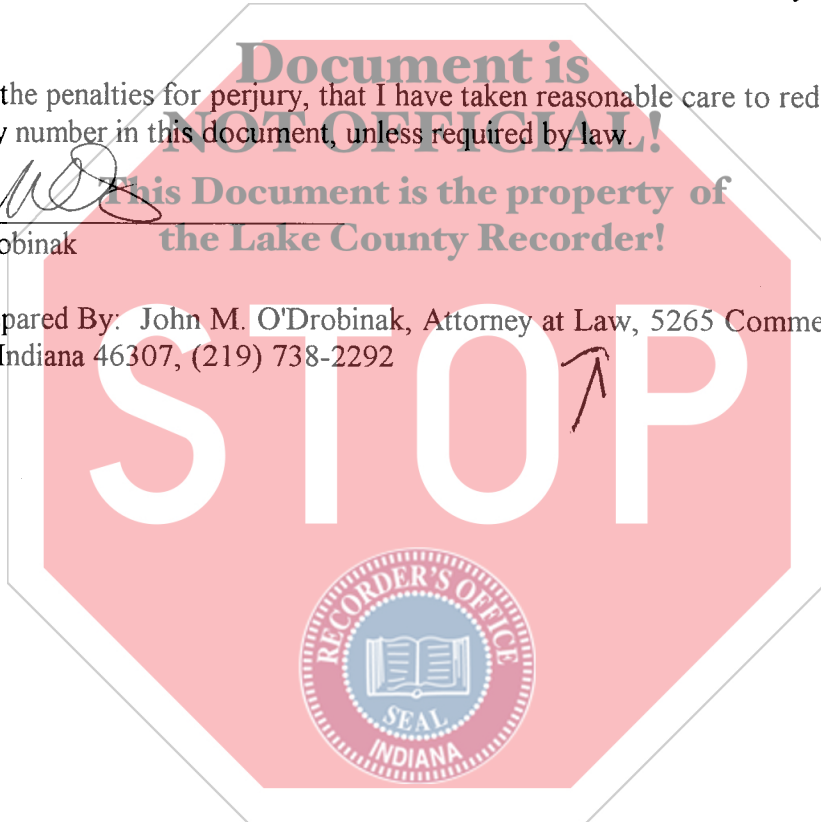 Document is
the penalties for perjury, that I have taken reasonable care to red
y number in this document, unless required by law.
NOT OFFICIAL!
This Document is the property of
obinak
the Lake County Recorder!
pared By: John M. O'Drobinak, Attorney at Law, 5265 Comme
Indiana 46307, (219) 738-2292
STOP
RECORDER'S OFFICE
SEAL
INDIANA